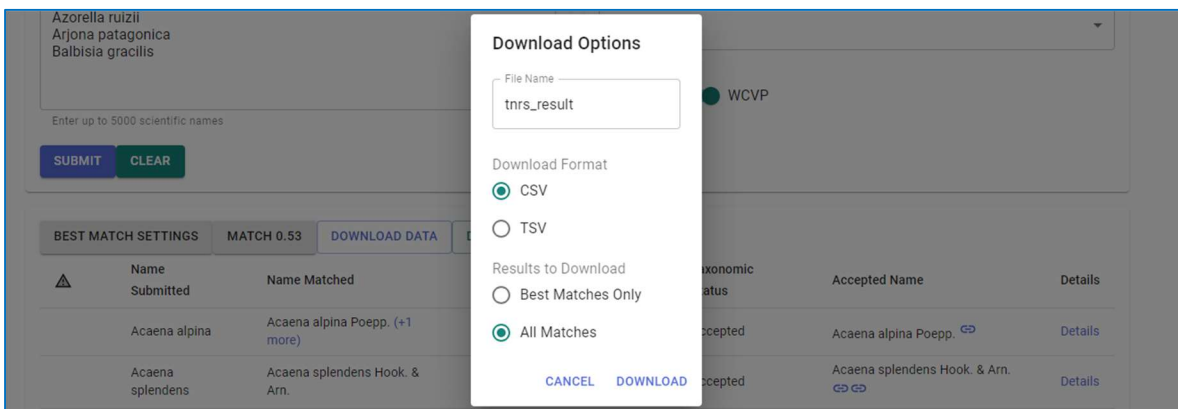 Azorella ruizii
Arjona patagonica
Balbisia gracilis
Enter up to 5000 scientific names
SUBMIT CLEAR
WCVP
Download Options
File Name
tnrs_result
Download Format
CSV
TSV
Results to Download
Best Matches Only
All Matches
CANCEL DOWNLOAD
BEST MATCH SETTINGS MATCH 0.53 DOWNLOAD DATA
Name Submitted Name Matched axonomic atus Accepted Name Details
Acaena alpina Acaena alpina Poepp. (+1 more) ccepted Acaena alpina Poepp. Details
Acaena splendens Acaena splendens Hook. & Arn. ccepted Acaena splendens Hook. & Arn. Details